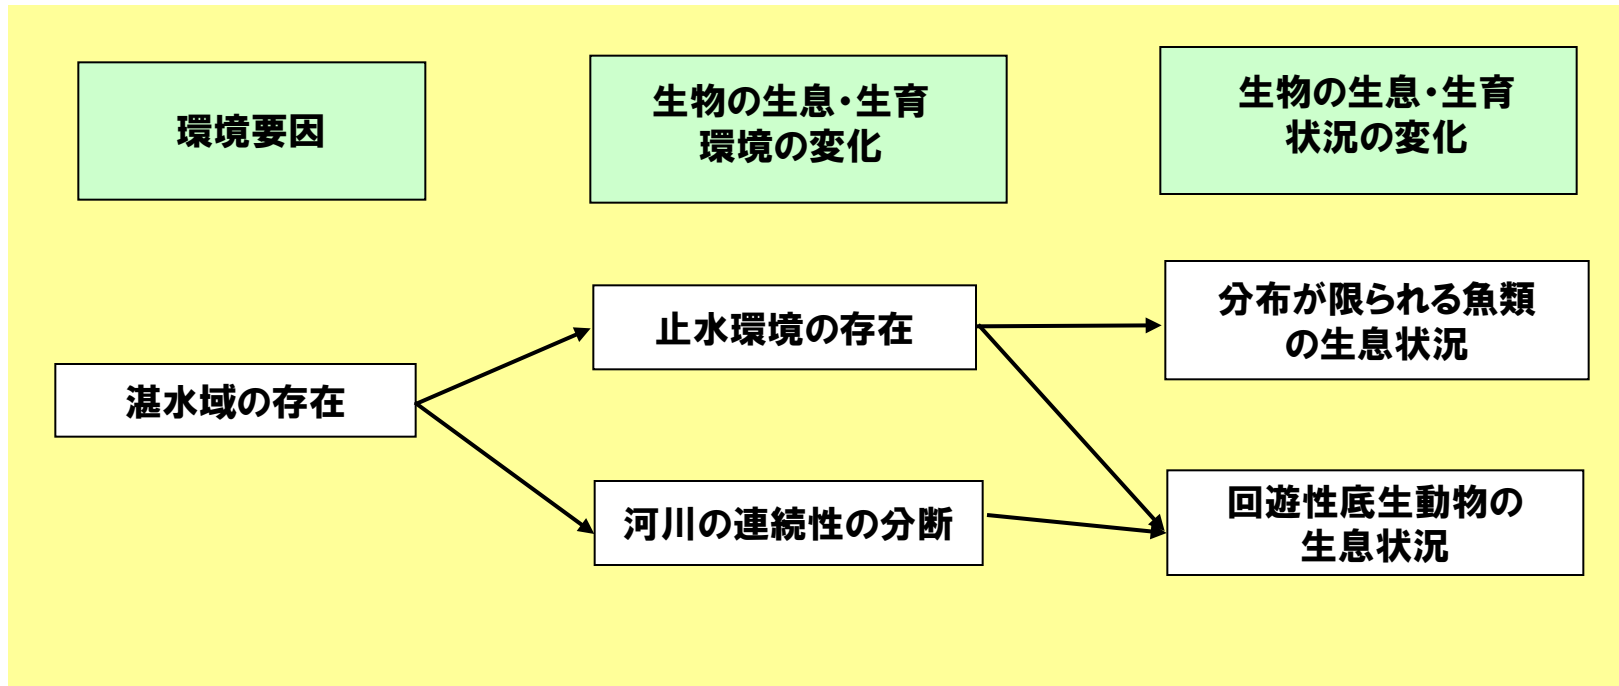 環境要因
生物の生息・生育
環境の変化
生物の生息・生育
状況の変化
湛水域の存在
止水環境の存在
河川の連続性の分断
分布が限られる魚類
の生息状況
回遊性底生動物の
生息状況